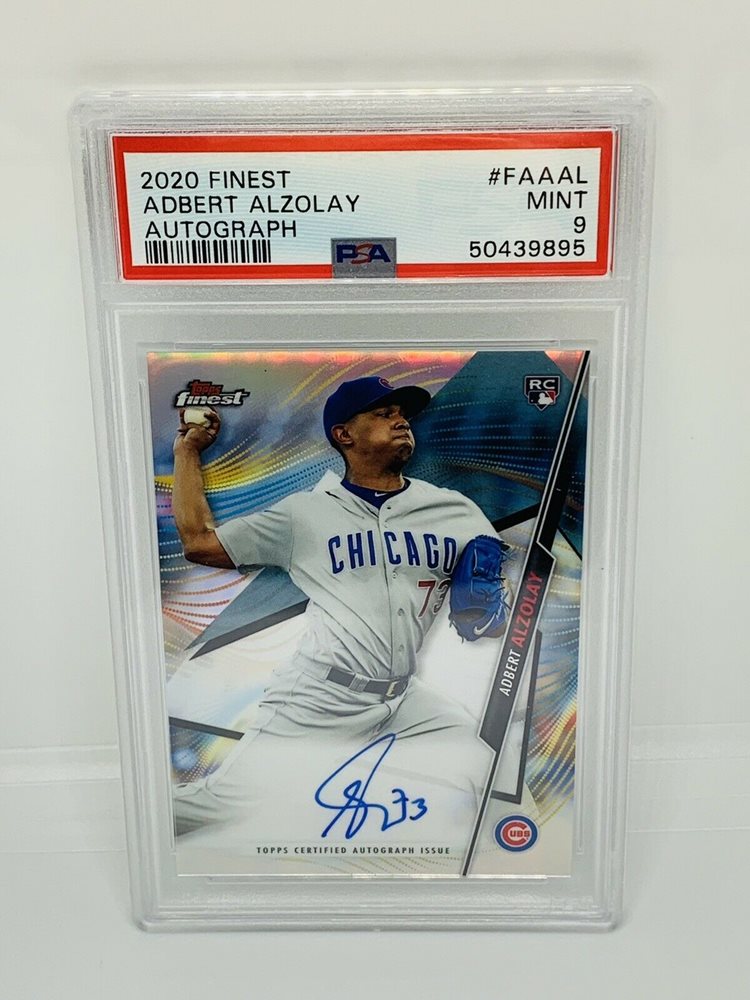 2020 FINEST
ADBERT ALZOLAY
AUTOGRAPH
#FAAAL
MINT
9
50439895
PSA
Topps
finest
RC
CHICAGO
73
ADBERT ALZOLAY
73
TOPPS CERTIFIED AUTOGRAPH ISSUE
CUBS